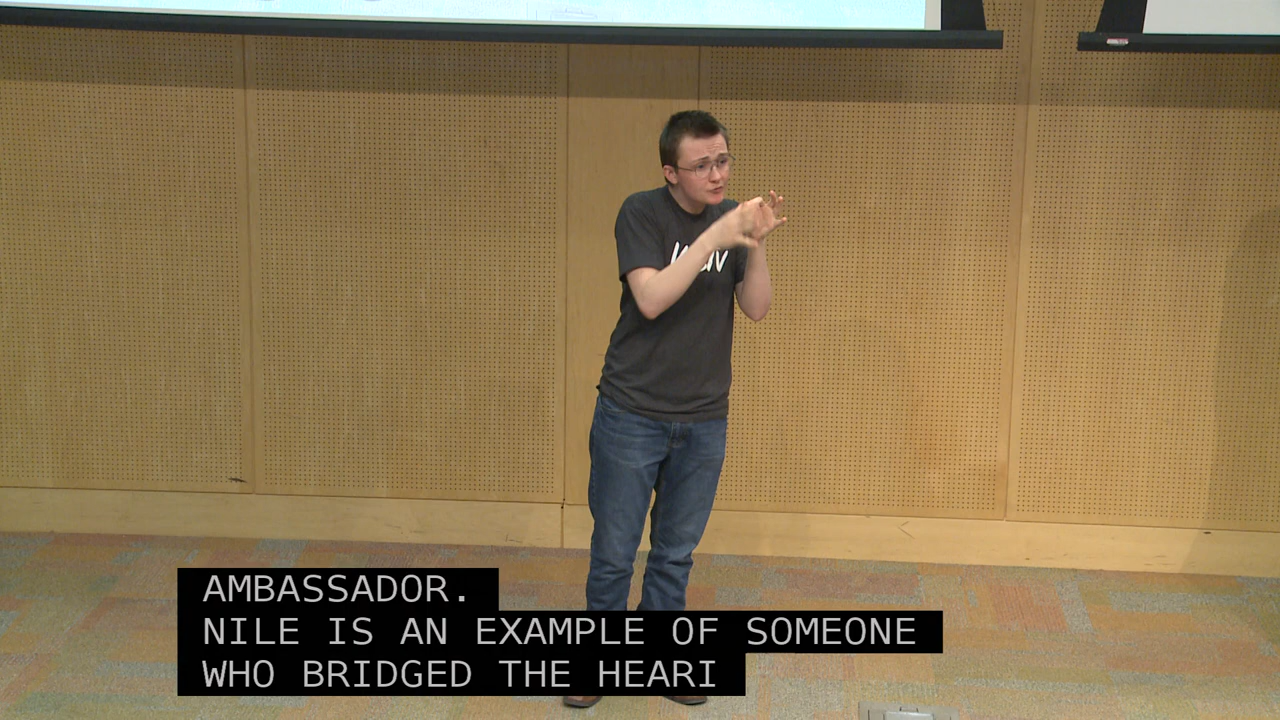 AMBASSADOR.
NILE IS AN EXAMPLE OF SOMEONE
WHO BRIDGED THE HEARI